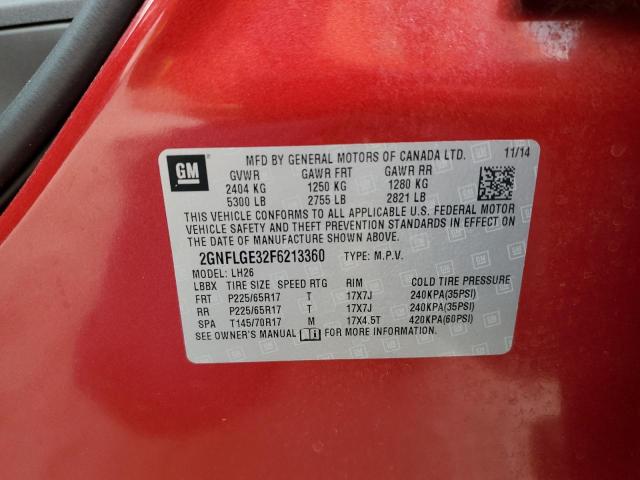 GM
MFD BY GENERAL MOTORS OF CANADA LTD. 11/14
GVWR GAWR FRT GAWR RR
2404 KG 1250 KG 1280 KG
5300 LB 2755 LB 2821 LB
THIS VEHICLE CONFORMS TO ALL APPLICABLE U.S. FEDERAL MOTOR
VEHICLE SAFETY AND THEFT PREVENTION STANDARDS IN EFFECT ON
DATE OF MANUFACTURE SHOWN ABOVE.
2GNFLGE32F6213360 TYPE: M.P.V.
MODEL: LH26
LBBX TIRE SIZE SPEED RTG RIM COLD TIRE PRESSURE
FRT P225/65R17 T 17X7J 240KPA(35PSI)
RR P225/65R17 T 17X7J 240KPA(35PSI)
SPA T145/70R17 M 17X4.5T 420KPA(60PSI)
SEE OWNER'S MANUAL FOR MORE INFORMATION.